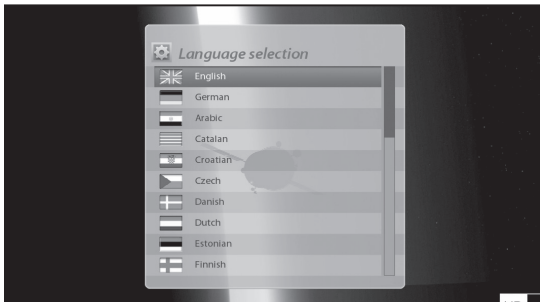 Language selection
English
German
Arabic
Catalan
Croatian
Czech
Danish
Dutch
Estonian
Finnish